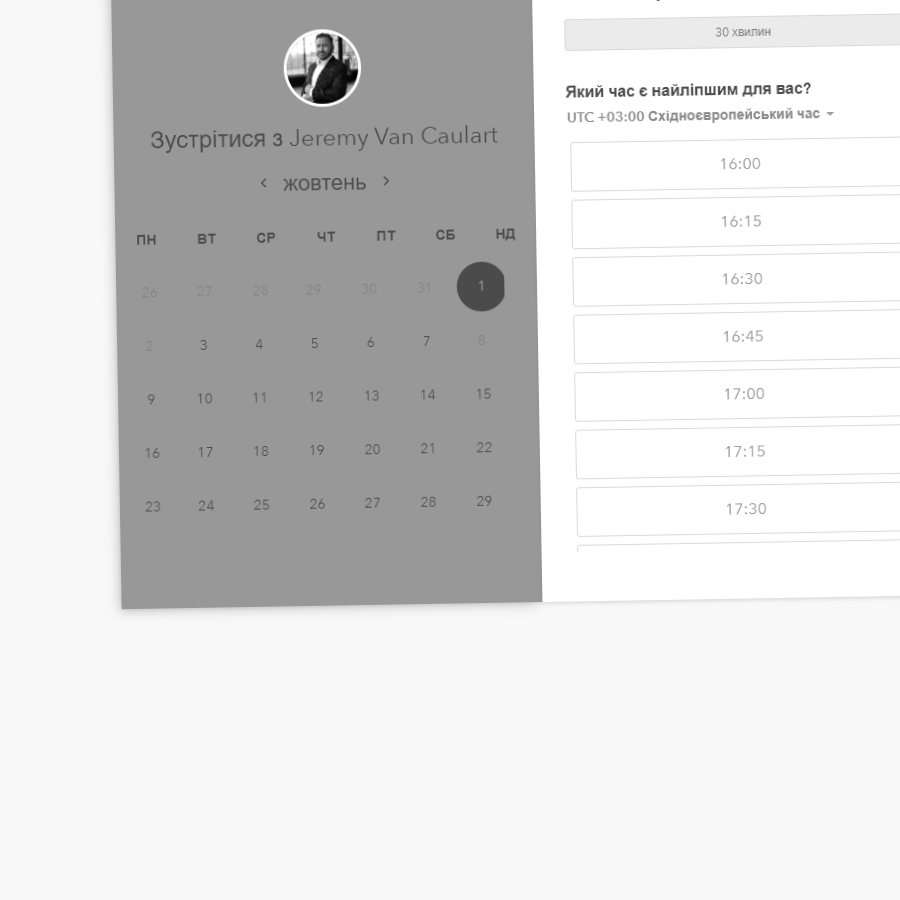 Зустрітися з Jeremy Van Caulart
жовтень
ПН ВТ СР ЧТ ПТ СБ НД
26 27 28 29 30 31 1
2 3 4 5 6 7 8
9 10 11 12 13 14 15
16 17 18 19 20 21 22
23 24 25 26 27 28 29
30 хвилин
Який час є найліпшим для вас?
UTC +03:00 Східноєвропейський час
16:00
16:15
16:30
16:45
17:00
17:15
17:30